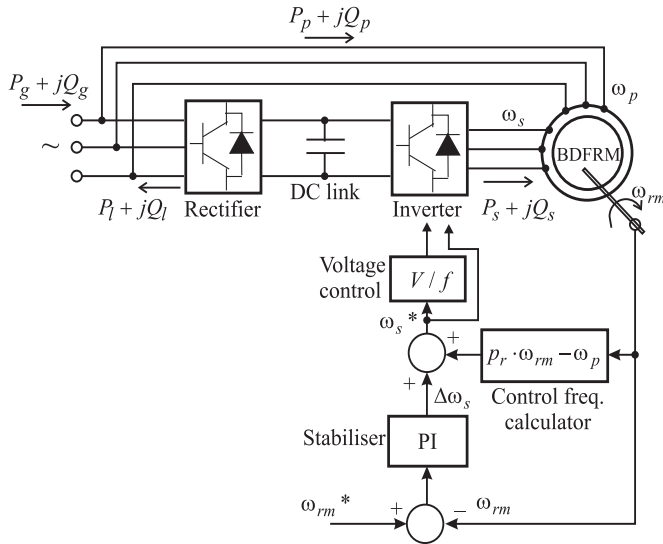 P_p + jQ_p
P_g + jQ_g
ω_p
ω_s
~
BDFRM
DC link
ω_rm
P_l + jQ_l
Rectifier
Inverter
P_s + jQ_s
Voltage
control
V / f
ω_s *
+
p_r · ω_rm − ω_p
+
Δω_s
Control freq.
calculator
Stabiliser
PI
ω_rm *
+
− ω_rm